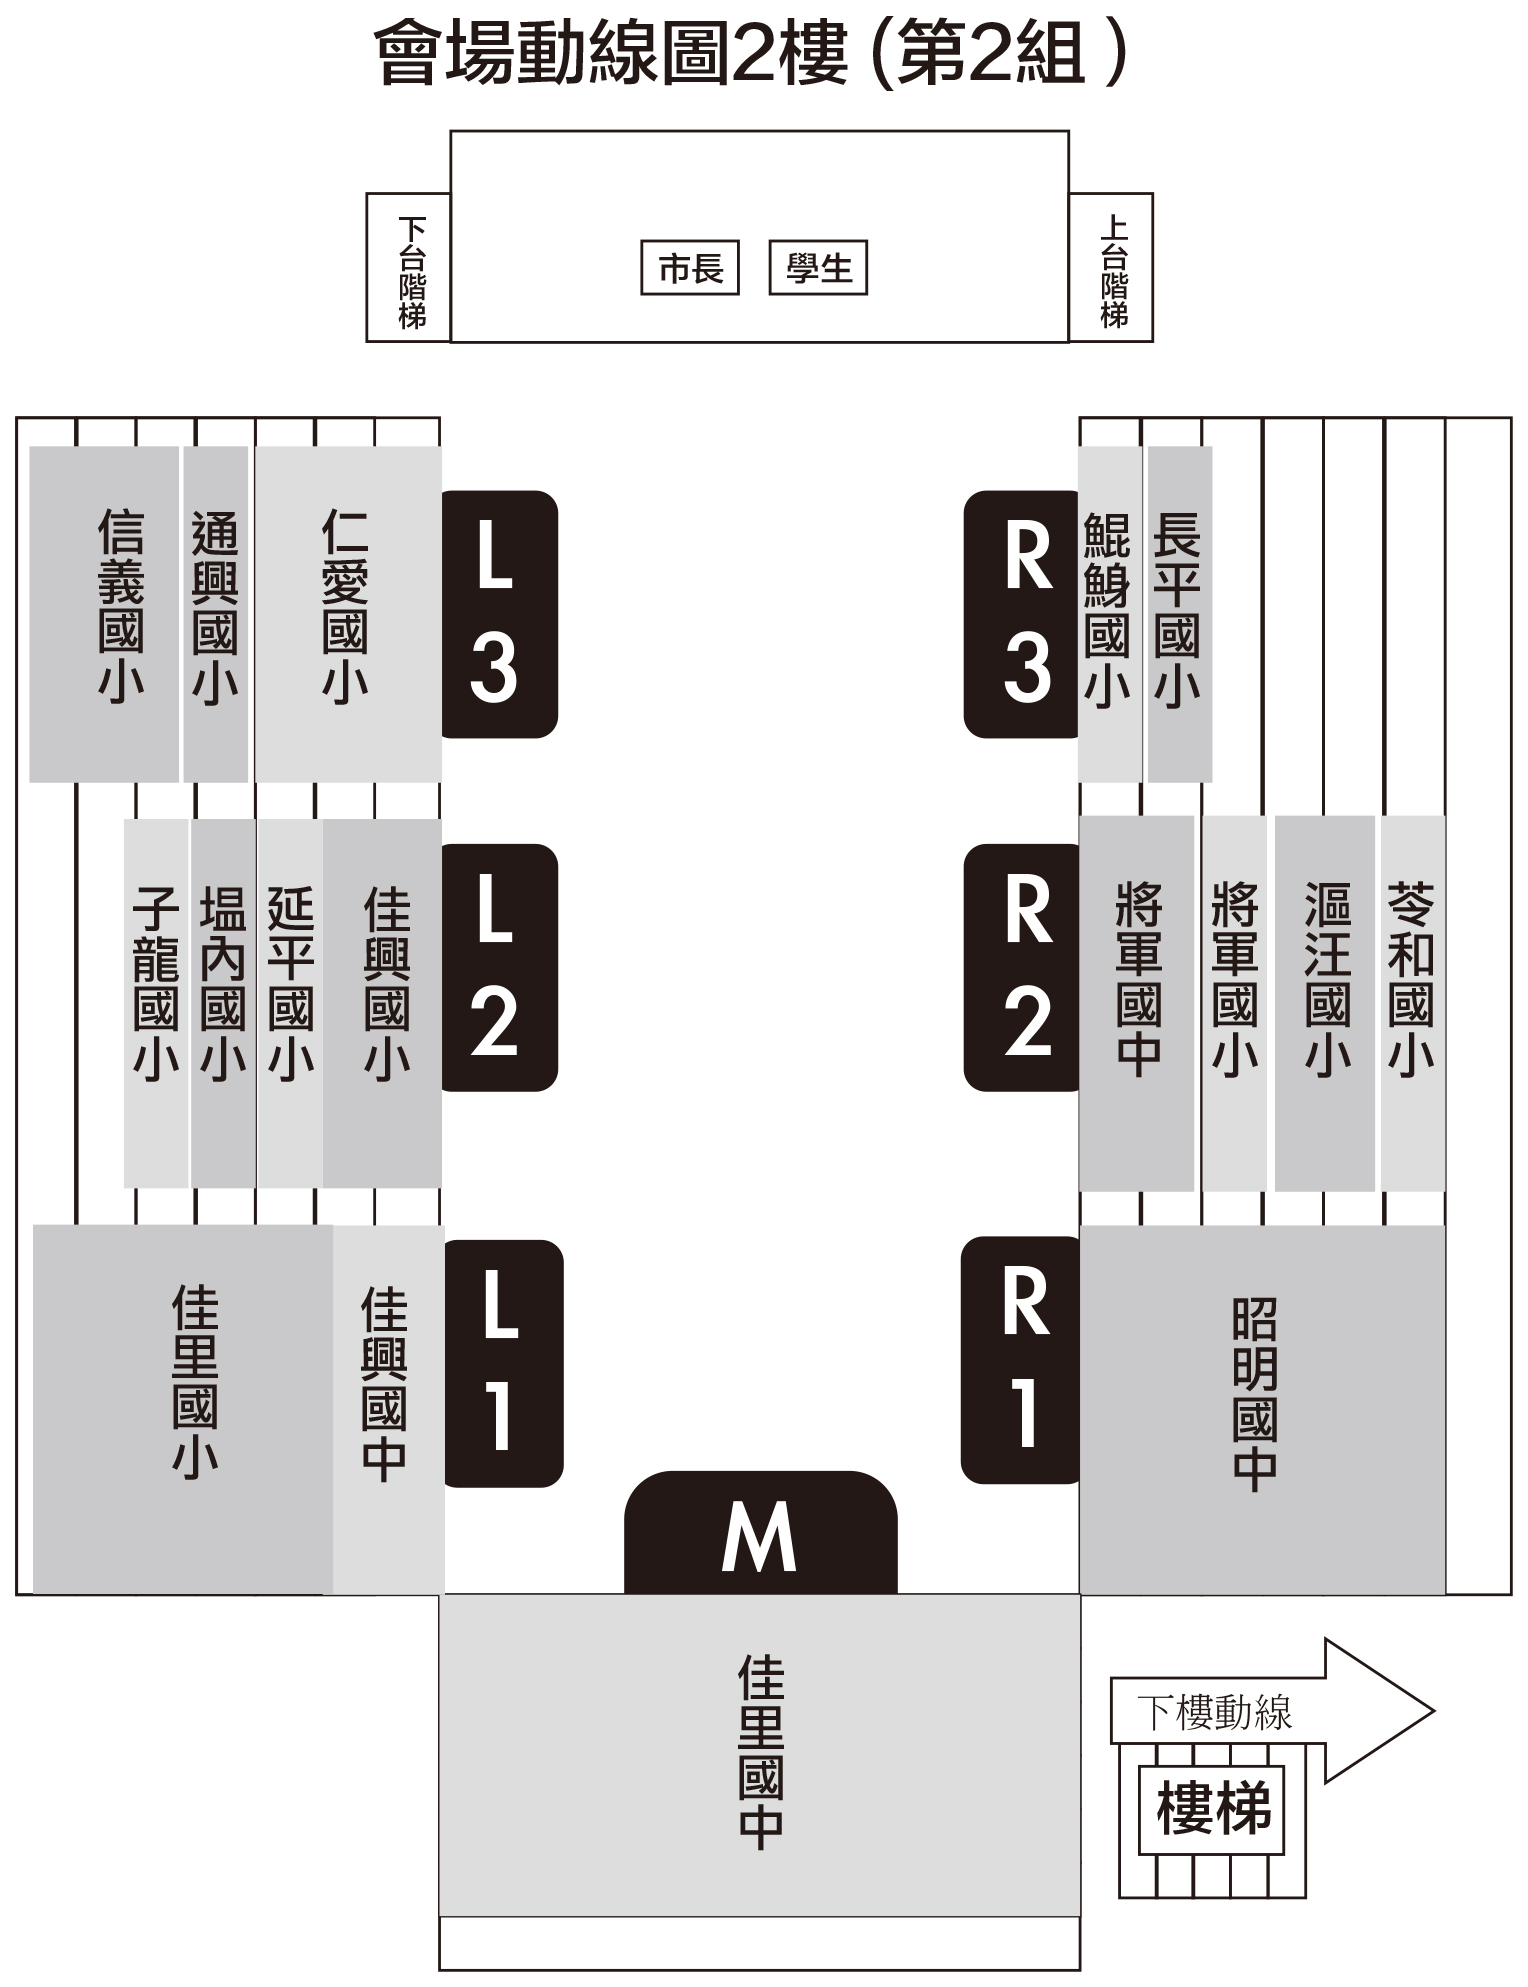 會場動線圖2樓 (第2組 )
下台階梯
市長
學生
上台階梯
信義國小
通興國小
仁愛國小
L3
R3
鯤鯓國小
長平國小
子龍國小
塭內國小
延平國小
佳興國小
L2
R2
將軍國中
將軍國小
漚汪國小
苓和國小
佳里國小
佳興國中
L1
R1
昭明國中
M
佳里國中
下樓動線
樓梯